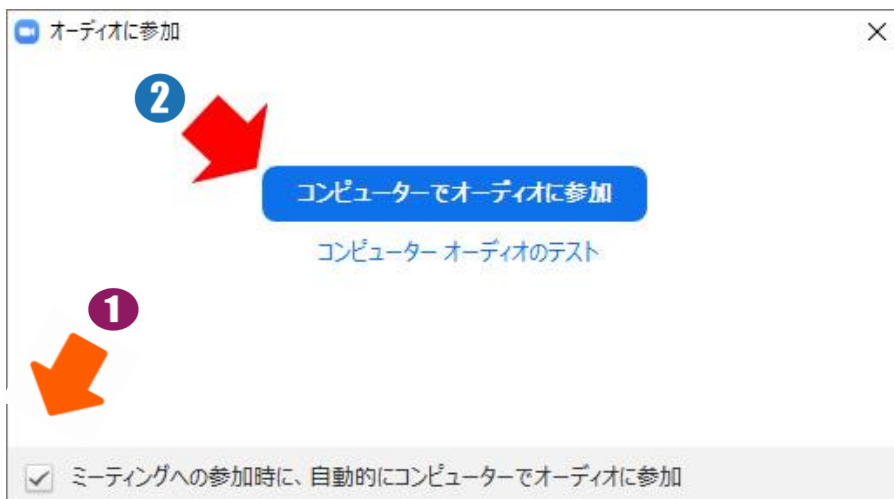 オーディオに参加
2
コンピューターでオーディオに参加
コンピューター オーディオのテスト
1
ミーティングへの参加時に、自動的にコンピューターでオーディオに参加